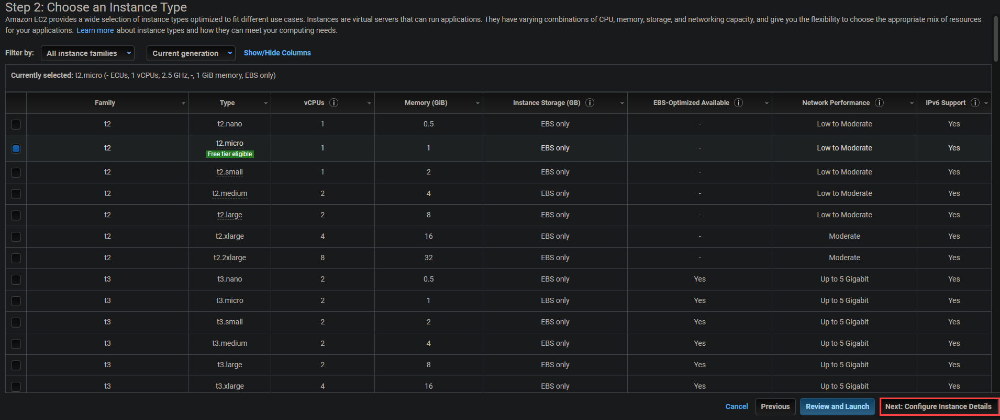 Step 2: Choose an Instance Type
Amazon EC2 provides a wide selection of instance types optimized to fit different use cases. Instances are virtual servers that can run applications. They have varying combinations of CPU, memory, storage, and networking capacity, and give you the flexibility to choose the appropriate mix of resources
for your applications. Learn more about instance types and how they can meet your computing needs.
Filter by: All instance families Current generation Show/Hide Columns
Currently selected: t2.micro (- ECUs, 1 vCPUs, 2.5 GHz, -, 1 GiB memory, EBS only)
Family Type vCPUs Memory (GiB) Instance Storage (GB) EBS-Optimized Available Network Performance IPv6 Support
t2 t2.nano 1 0.5 EBS only - Low to Moderate Yes
t2 t2.micro Free tier eligible 1 1 EBS only - Low to Moderate Yes
t2 t2.small 1 2 EBS only - Low to Moderate Yes
t2 t2.medium 2 4 EBS only - Low to Moderate Yes
t2 t2.large 2 8 EBS only - Low to Moderate Yes
t2 t2.xlarge 4 16 EBS only - Moderate Yes
t2 t2.2xlarge 8 32 EBS only - Moderate Yes
t3 t3.nano 2 0.5 EBS only Yes Up to 5 Gigabit Yes
t3 t3.micro 2 1 EBS only Yes Up to 5 Gigabit Yes
t3 t3.small 2 2 EBS only Yes Up to 5 Gigabit Yes
t3 t3.medium 2 4 EBS only Yes Up to 5 Gigabit Yes
t3 t3.large 2 8 EBS only Yes Up to 5 Gigabit Yes
t3 t3.xlarge 4 16 EBS only Yes Up to 5 Gigabit Yes
Cancel Previous Review and Launch Next: Configure Instance Details